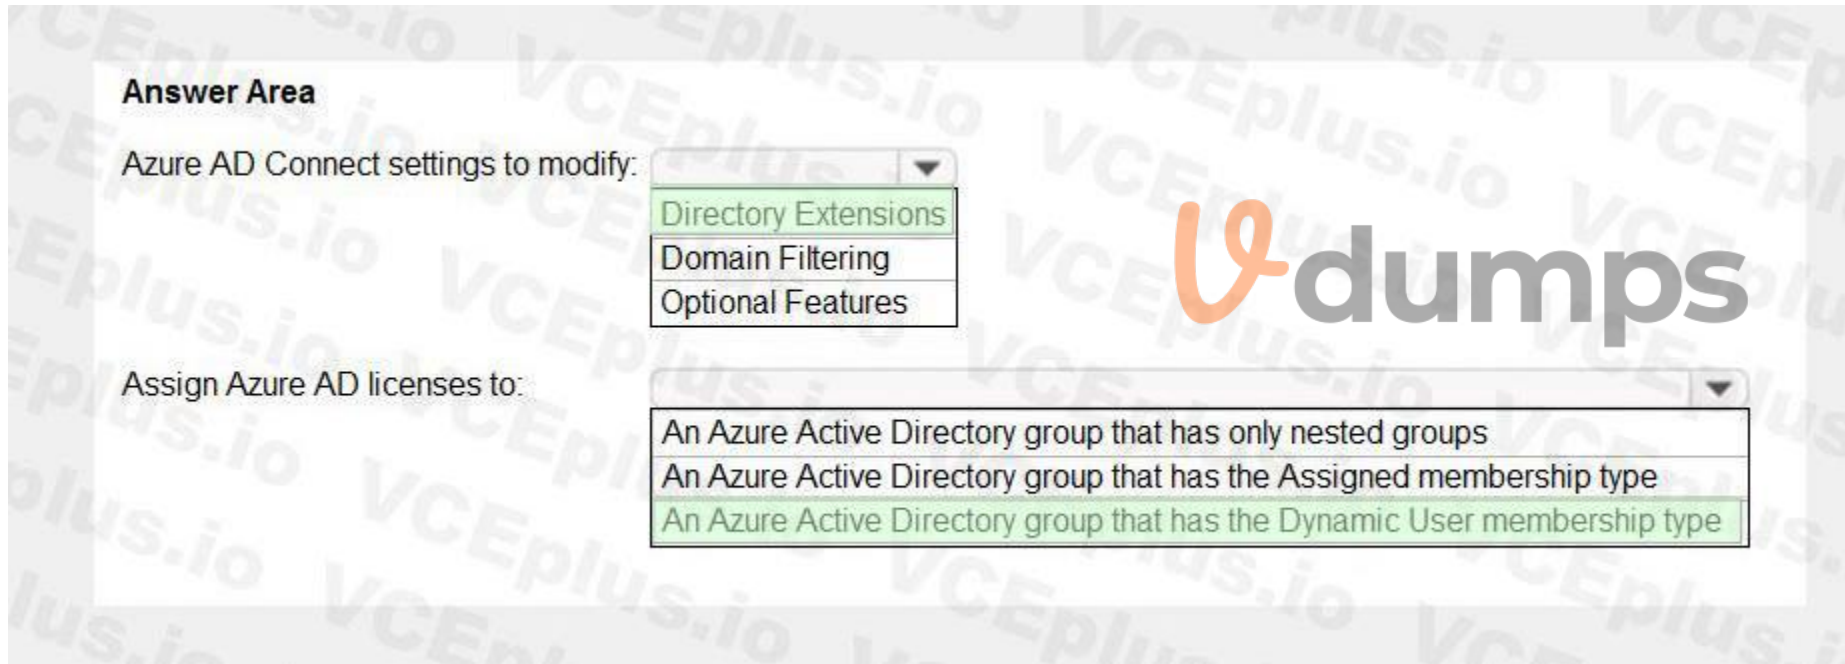 Answer Area
Azure AD Connect settings to modify:
Directory Extensions
Domain Filtering
Optional Features
Vdumps
Assign Azure AD licenses to:
An Azure Active Directory group that has only nested groups
An Azure Active Directory group that has the Assigned membership type
An Azure Active Directory group that has the Dynamic User membership type
VCEplus.io